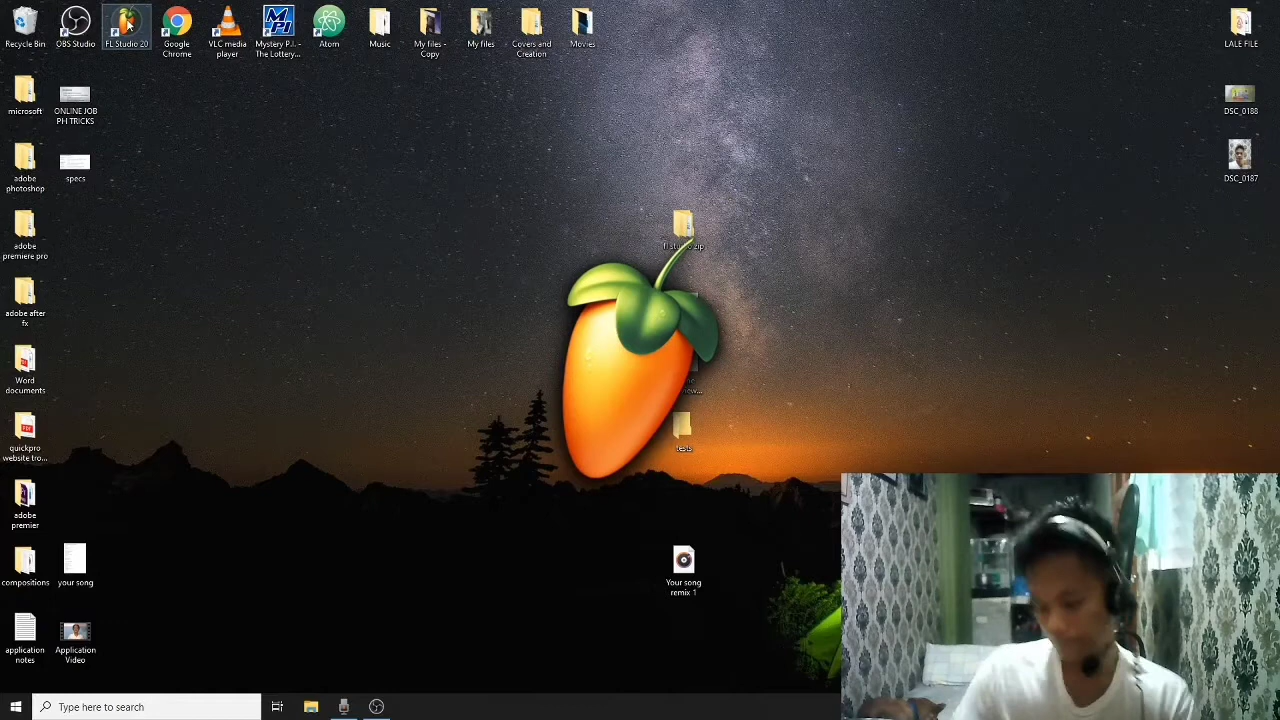 Recycle Bin
OBS Studio
FL Studio 20
Google
Chrome
VLC media
player
Mystery P.I. -
The Lottery...
Atom
Music
My files -
Copy
My files
Covers and
Creation
Movies
LALE FILE
microsoft
ONLINE JOB
PH TRICKS
DSC_0188
adobe
photoshop
specs
DSC_0187
adobe
premiere pro
adobe after
fx
Word
documents
quickpro
website tro...
tests
adobe
premier
compositions
your song
Your song
remix 1
application
notes
Application
Video
Type here to search